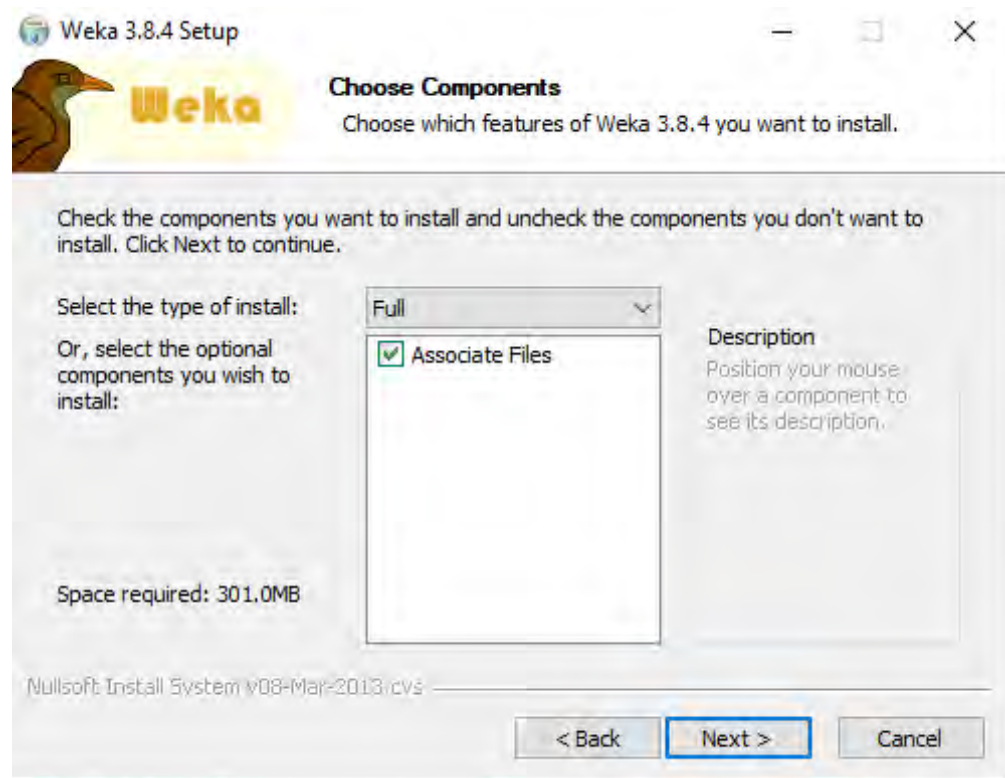 Weka 3.8.4 Setup
Weka
Choose Components
Choose which features of Weka 3.8.4 you want to install.
Check the components you want to install and uncheck the components you don't want to
install. Click Next to continue.
Select the type of install:
Full
Or, select the optional
components you wish to
install:
Associate Files
Description
Position your mouse
over a component to
see its description.
Space required: 301.0MB
Nullsoft Install System v08-Mar-2013.cvs
< Back
Next >
Cancel